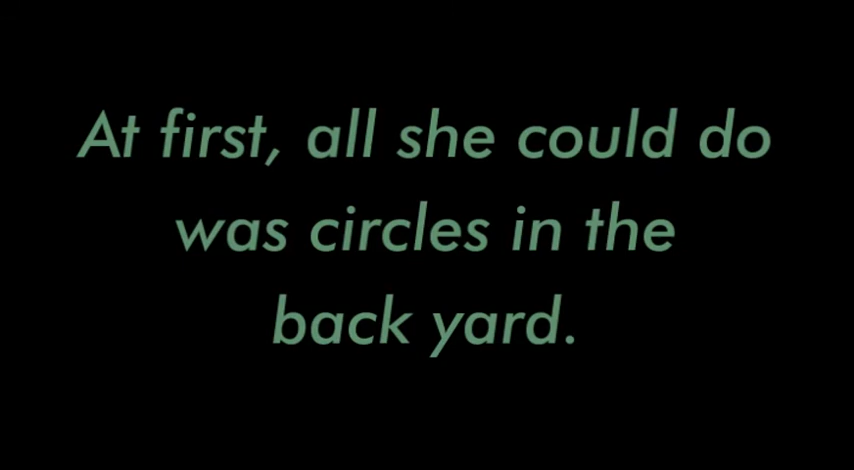 At first, all she could do
was circles in the
back yard.